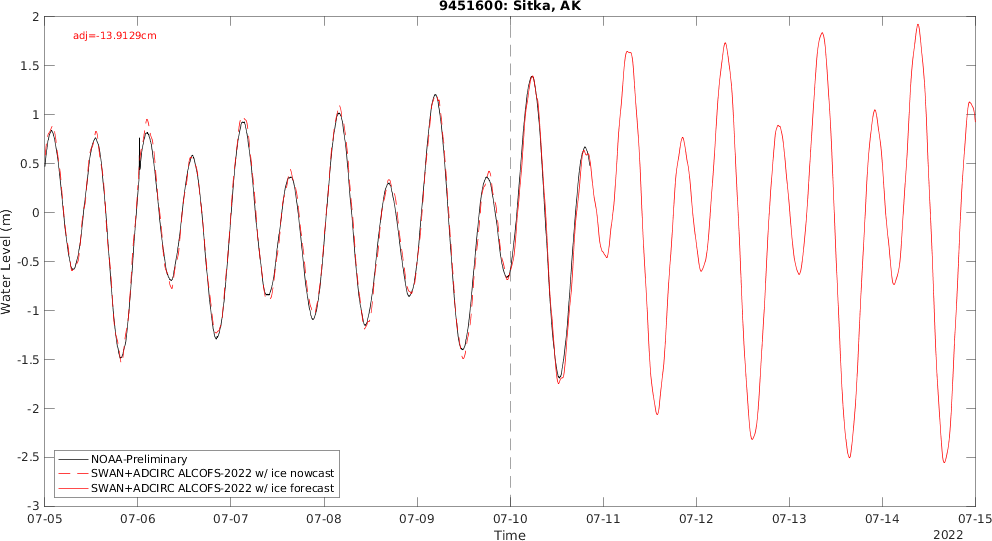 9451600: Sitka, AK
adj=-13.9129cm
2
1.5
1
0.5
0
-0.5
-1
-1.5
-2
-2.5
-3
Water Level (m)
NOAA-Preliminary
SWAN+ADCIRC ALCOFS-2022 w/ ice nowcast
SWAN+ADCIRC ALCOFS-2022 w/ ice forecast
07-05 07-06 07-07 07-08 07-09 07-10 07-11 07-12 07-13 07-14 07-15
Time
2022